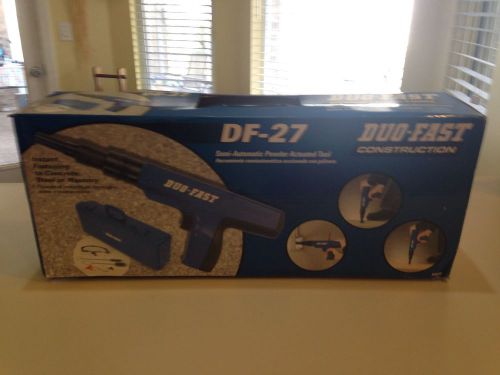 DF-27
Semi-Automatic Powder Actuated Tool
DUO-FAST
CONSTRUCTION
Instant
Fastening
to Concrete,
Steel or Masonry
DUO-FAST